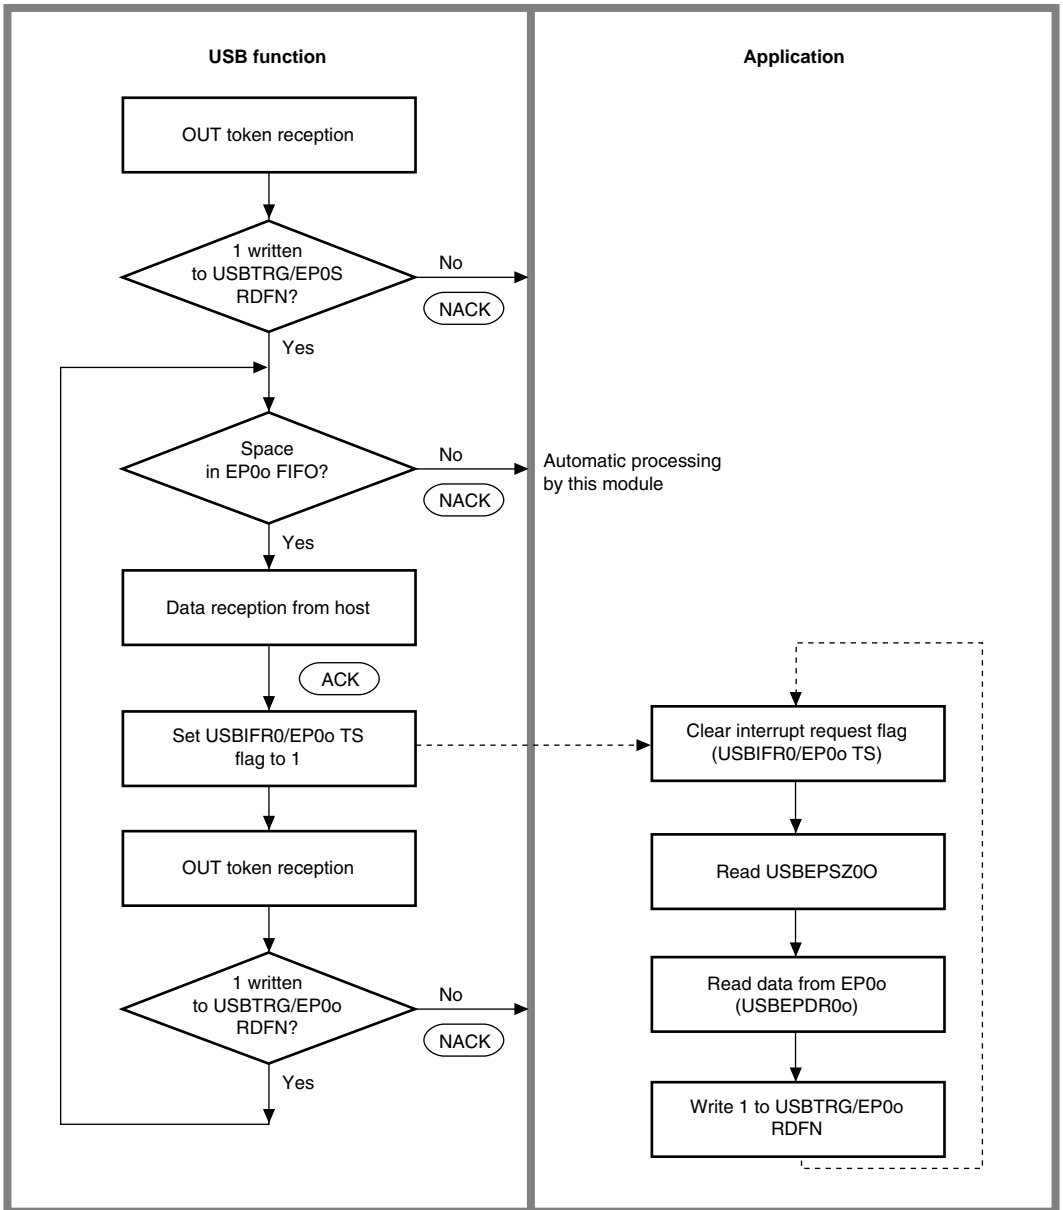 USB function
OUT token reception
1 written
to USBTRG/EP0S
RDFN?
No
NACK
Yes
Space
in EP0o FIFO?
No
NACK
Yes
Data reception from host
ACK
Set USBIFR0/EP0o TS
flag to 1
OUT token reception
1 written
to USBTRG/EP0o
RDFN?
No
NACK
Yes
Application
Automatic processing
by this module
Clear interrupt request flag
(USBIFR0/EP0o TS)
Read USBEPSZ0O
Read data from EP0o
(USBEPDR0o)
Write 1 to USBTRG/EP0o
RDFN